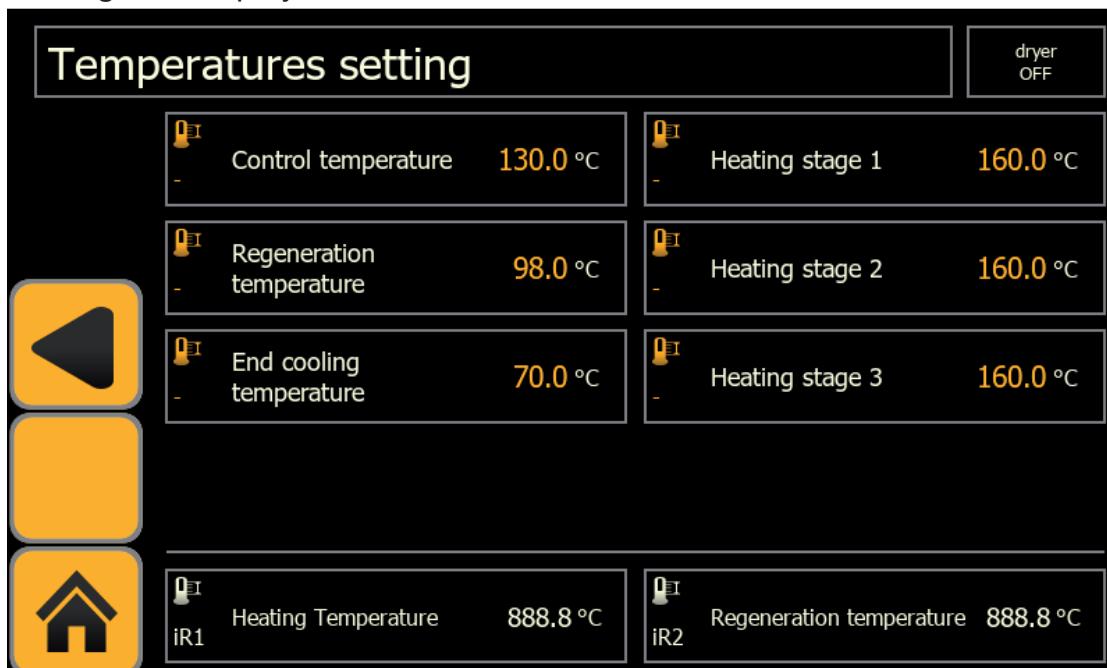 Temperatures setting
dryer
OFF
-
Control temperature 130.0 °C
-
Heating stage 1 160.0 °C
-
Regeneration
temperature 98.0 °C
-
Heating stage 2 160.0 °C
-
End cooling
temperature 70.0 °C
-
Heating stage 3 160.0 °C
iR1
Heating Temperature 888.8 °C
iR2
Regeneration temperature 888.8 °C